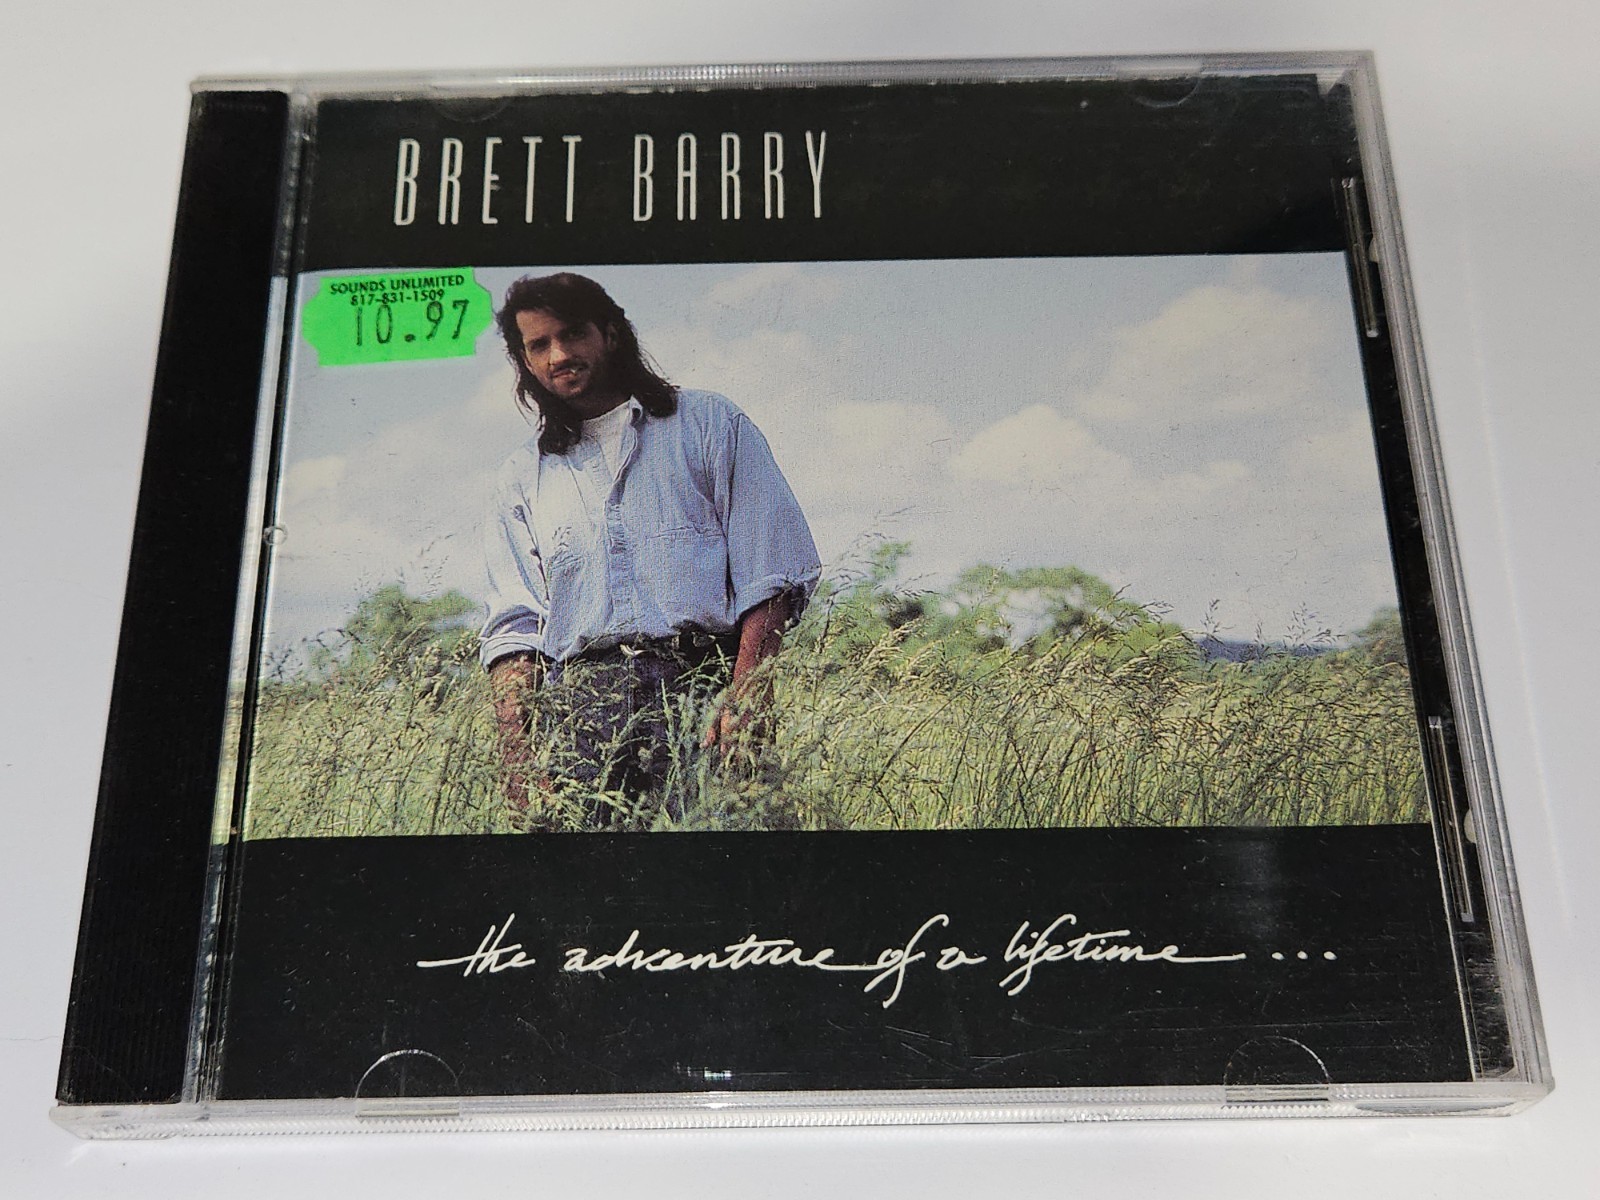 BRETT BARRY
SOUNDS UNLIMITED
817-831-1509
10.97
the adventure of a lifetime...